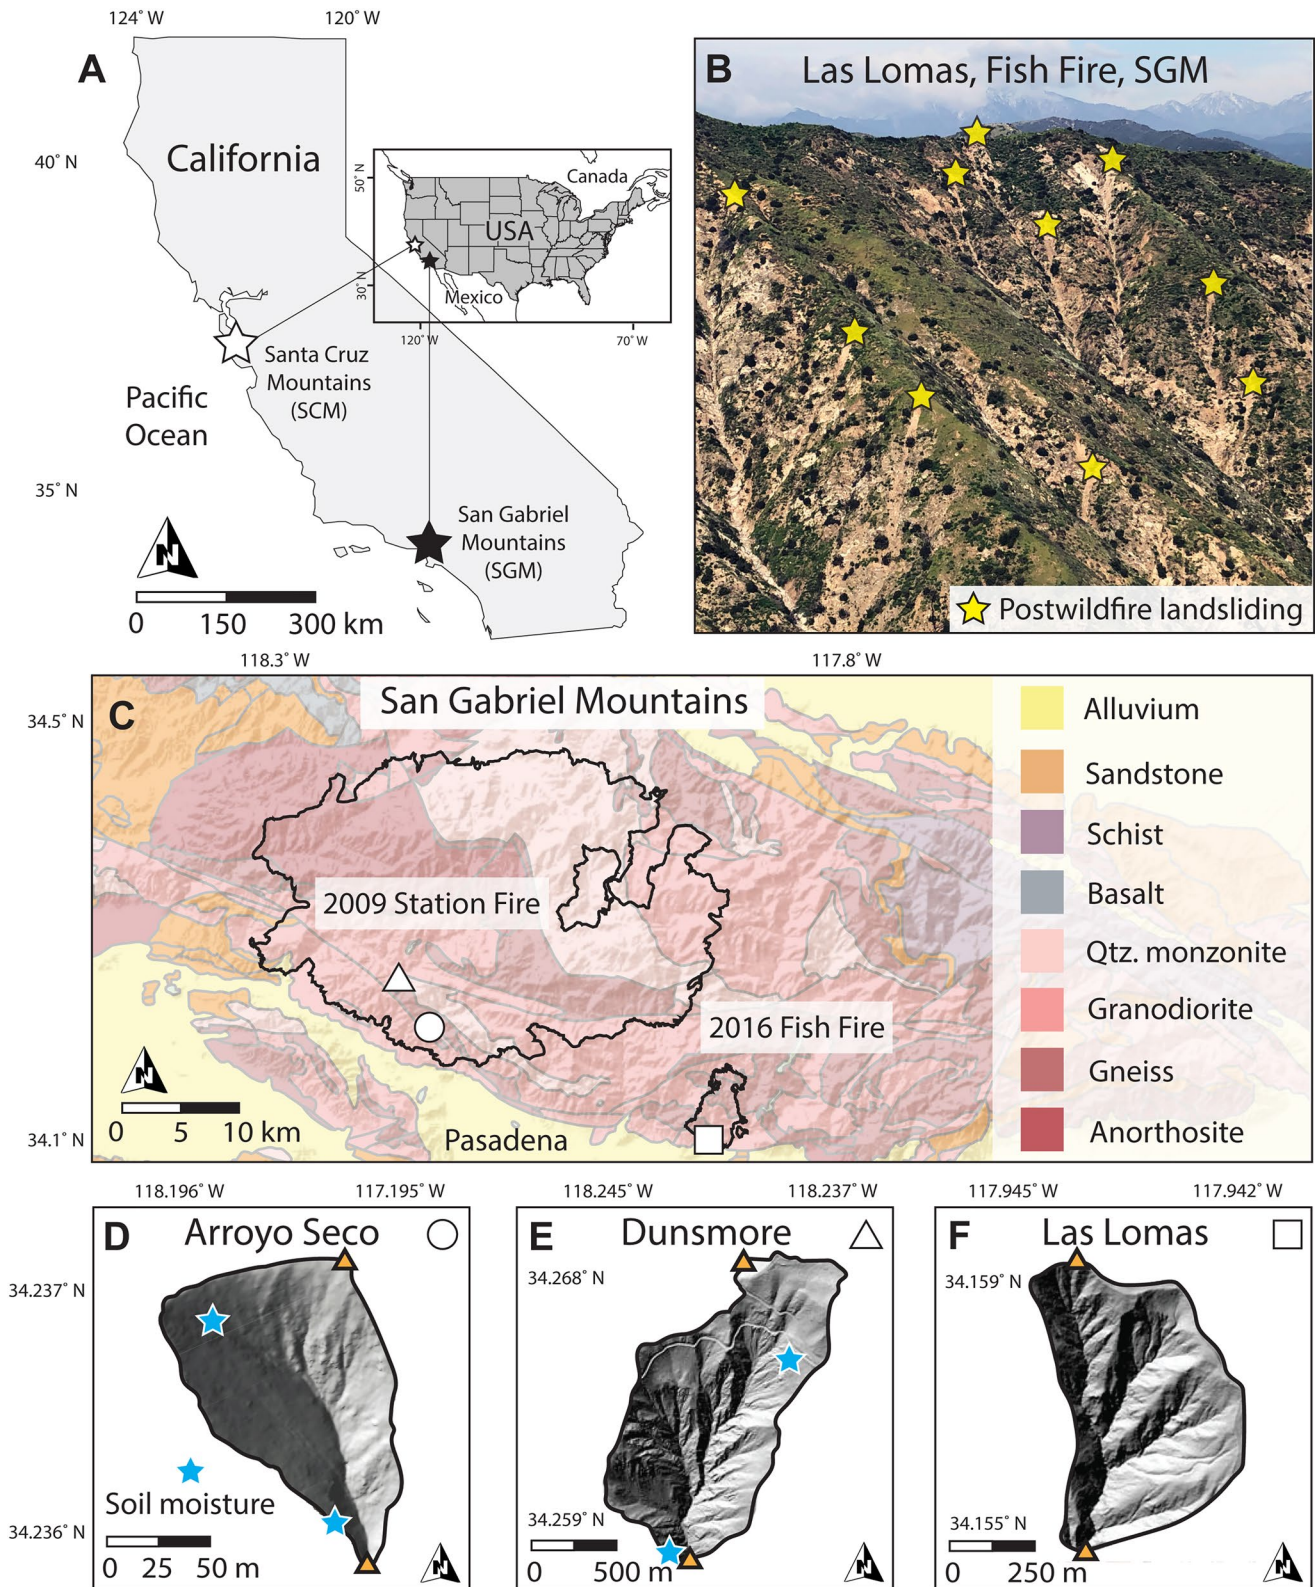 124° W
120° W
A
California
40° N
50° N
Canada
USA
30° N
Mexico
120° W
70° W
Santa Cruz
Mountains
(SCM)
Pacific
Ocean
35° N
San Gabriel
Mountains
(SGM)
N
0 150 300 km
B
Las Lomas, Fish Fire, SGM
Postwildfire landsliding
118.3° W
117.8° W
34.5° N
C
San Gabriel Mountains
2009 Station Fire
2016 Fish Fire
N
0 5 10 km
Pasadena
34.1° N
Alluvium
Sandstone
Schist
Basalt
Qtz. monzonite
Granodiorite
Gneiss
Anorthosite
118.196° W
117.195° W
D
Arroyo Seco
34.237° N
Soil moisture
34.236° N
0 25 50 m
N
118.245° W
118.237° W
E
Dunsmore
34.268° N
34.259° N
0 500 m
N
117.945° W
117.942° W
F
Las Lomas
34.159° N
34.155° N
0 250 m
N